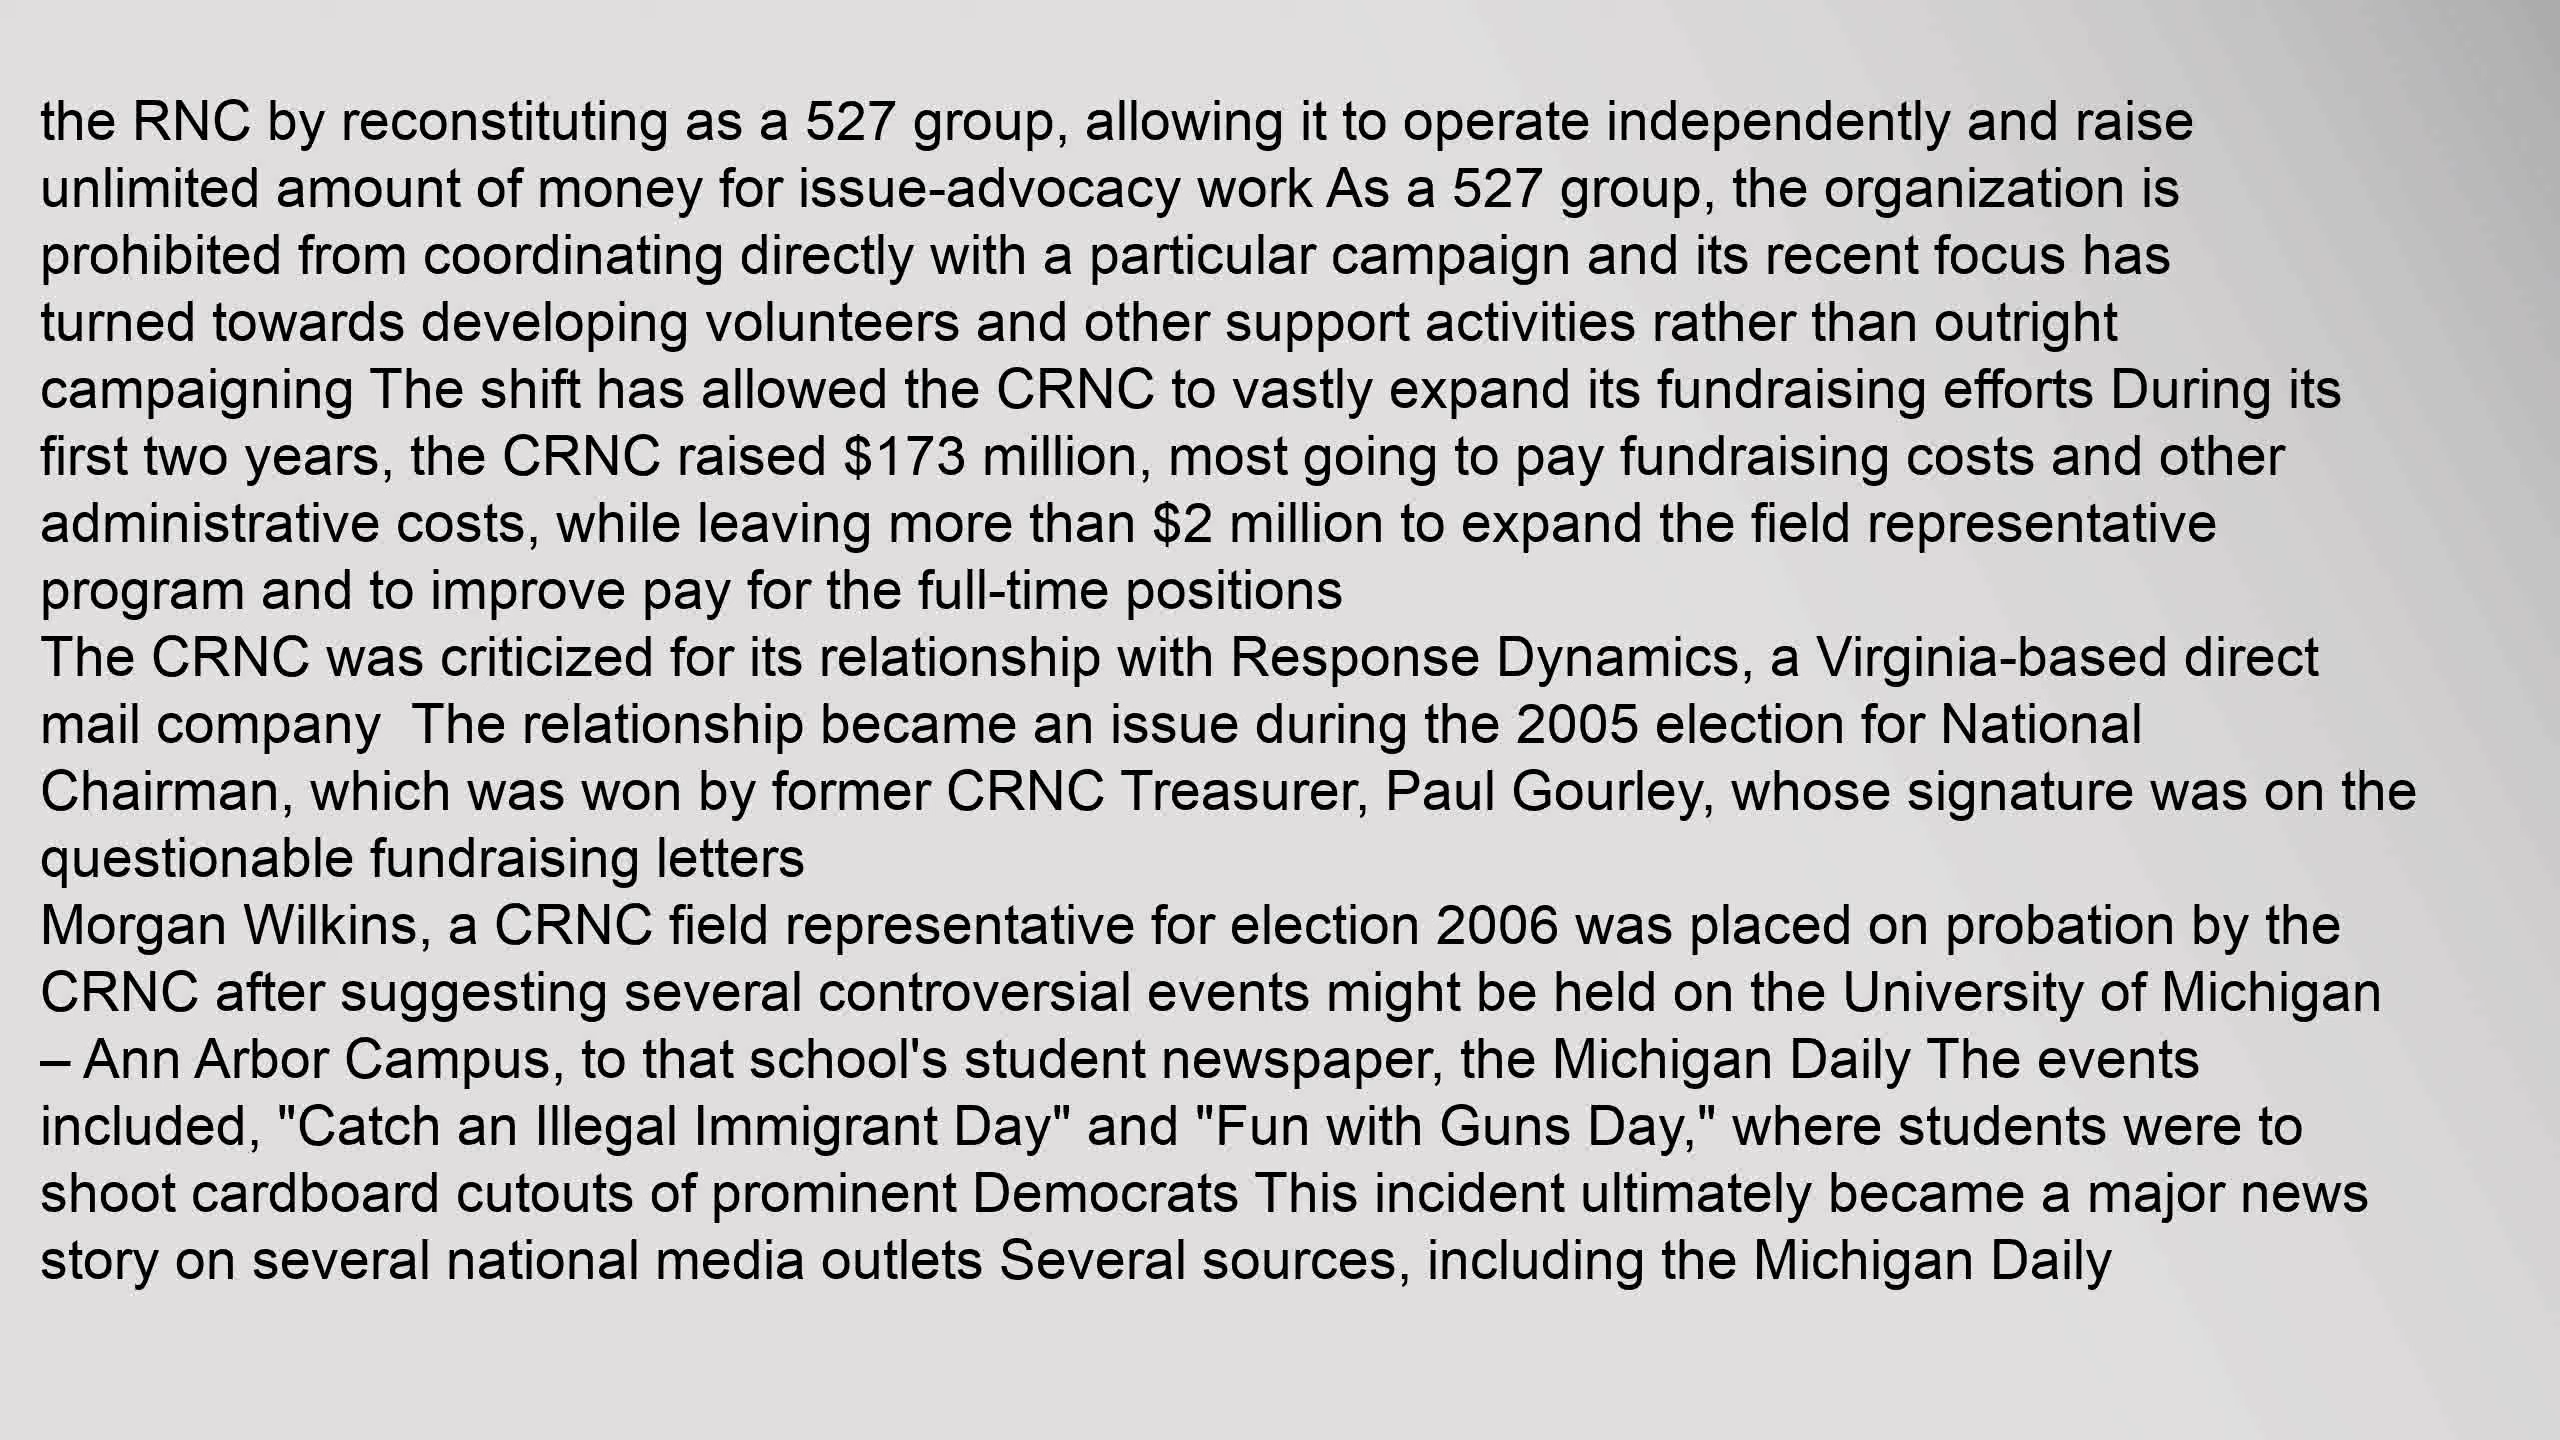 the RNC by reconstituting as a 527 group, allowing it to operate independently and raise
unlimited amount of money for issue-advocacy work As a 527 group, the organization is
prohibited from coordinating directly with a particular campaign and its recent focus has
turned towards developing volunteers and other support activities rather than outright
campaigning The shift has allowed the CRNC to vastly expand its fundraising efforts During its
first two years, the CRNC raised $173 million, most going to pay fundraising costs and other
administrative costs, while leaving more than $2 million to expand the field representative
program and to improve pay for the full-time positions
The CRNC was criticized for its relationship with Response Dynamics, a Virginia-based direct
mail company  The relationship became an issue during the 2005 election for National
Chairman, which was won by former CRNC Treasurer, Paul Gourley, whose signature was on the
questionable fundraising letters
Morgan Wilkins, a CRNC field representative for election 2006 was placed on probation by the
CRNC after suggesting several controversial events might be held on the University of Michigan
– Ann Arbor Campus, to that school's student newspaper, the Michigan Daily The events
included, "Catch an Illegal Immigrant Day" and "Fun with Guns Day," where students were to
shoot cardboard cutouts of prominent Democrats This incident ultimately became a major news
story on several national media outlets Several sources, including the Michigan Daily